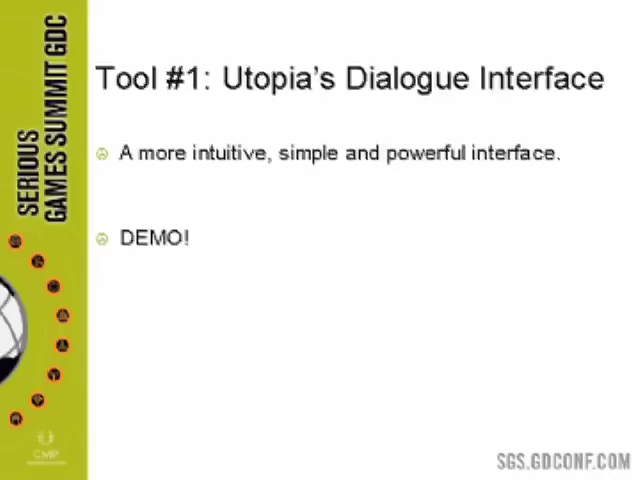 SERIOUS
GAMES SUMMIT GDC
Tool #1: Utopia's Dialogue Interface
A more intuitive, simple and powerful interface.
DEMO!
CMP
SGS.GDCONF.COM